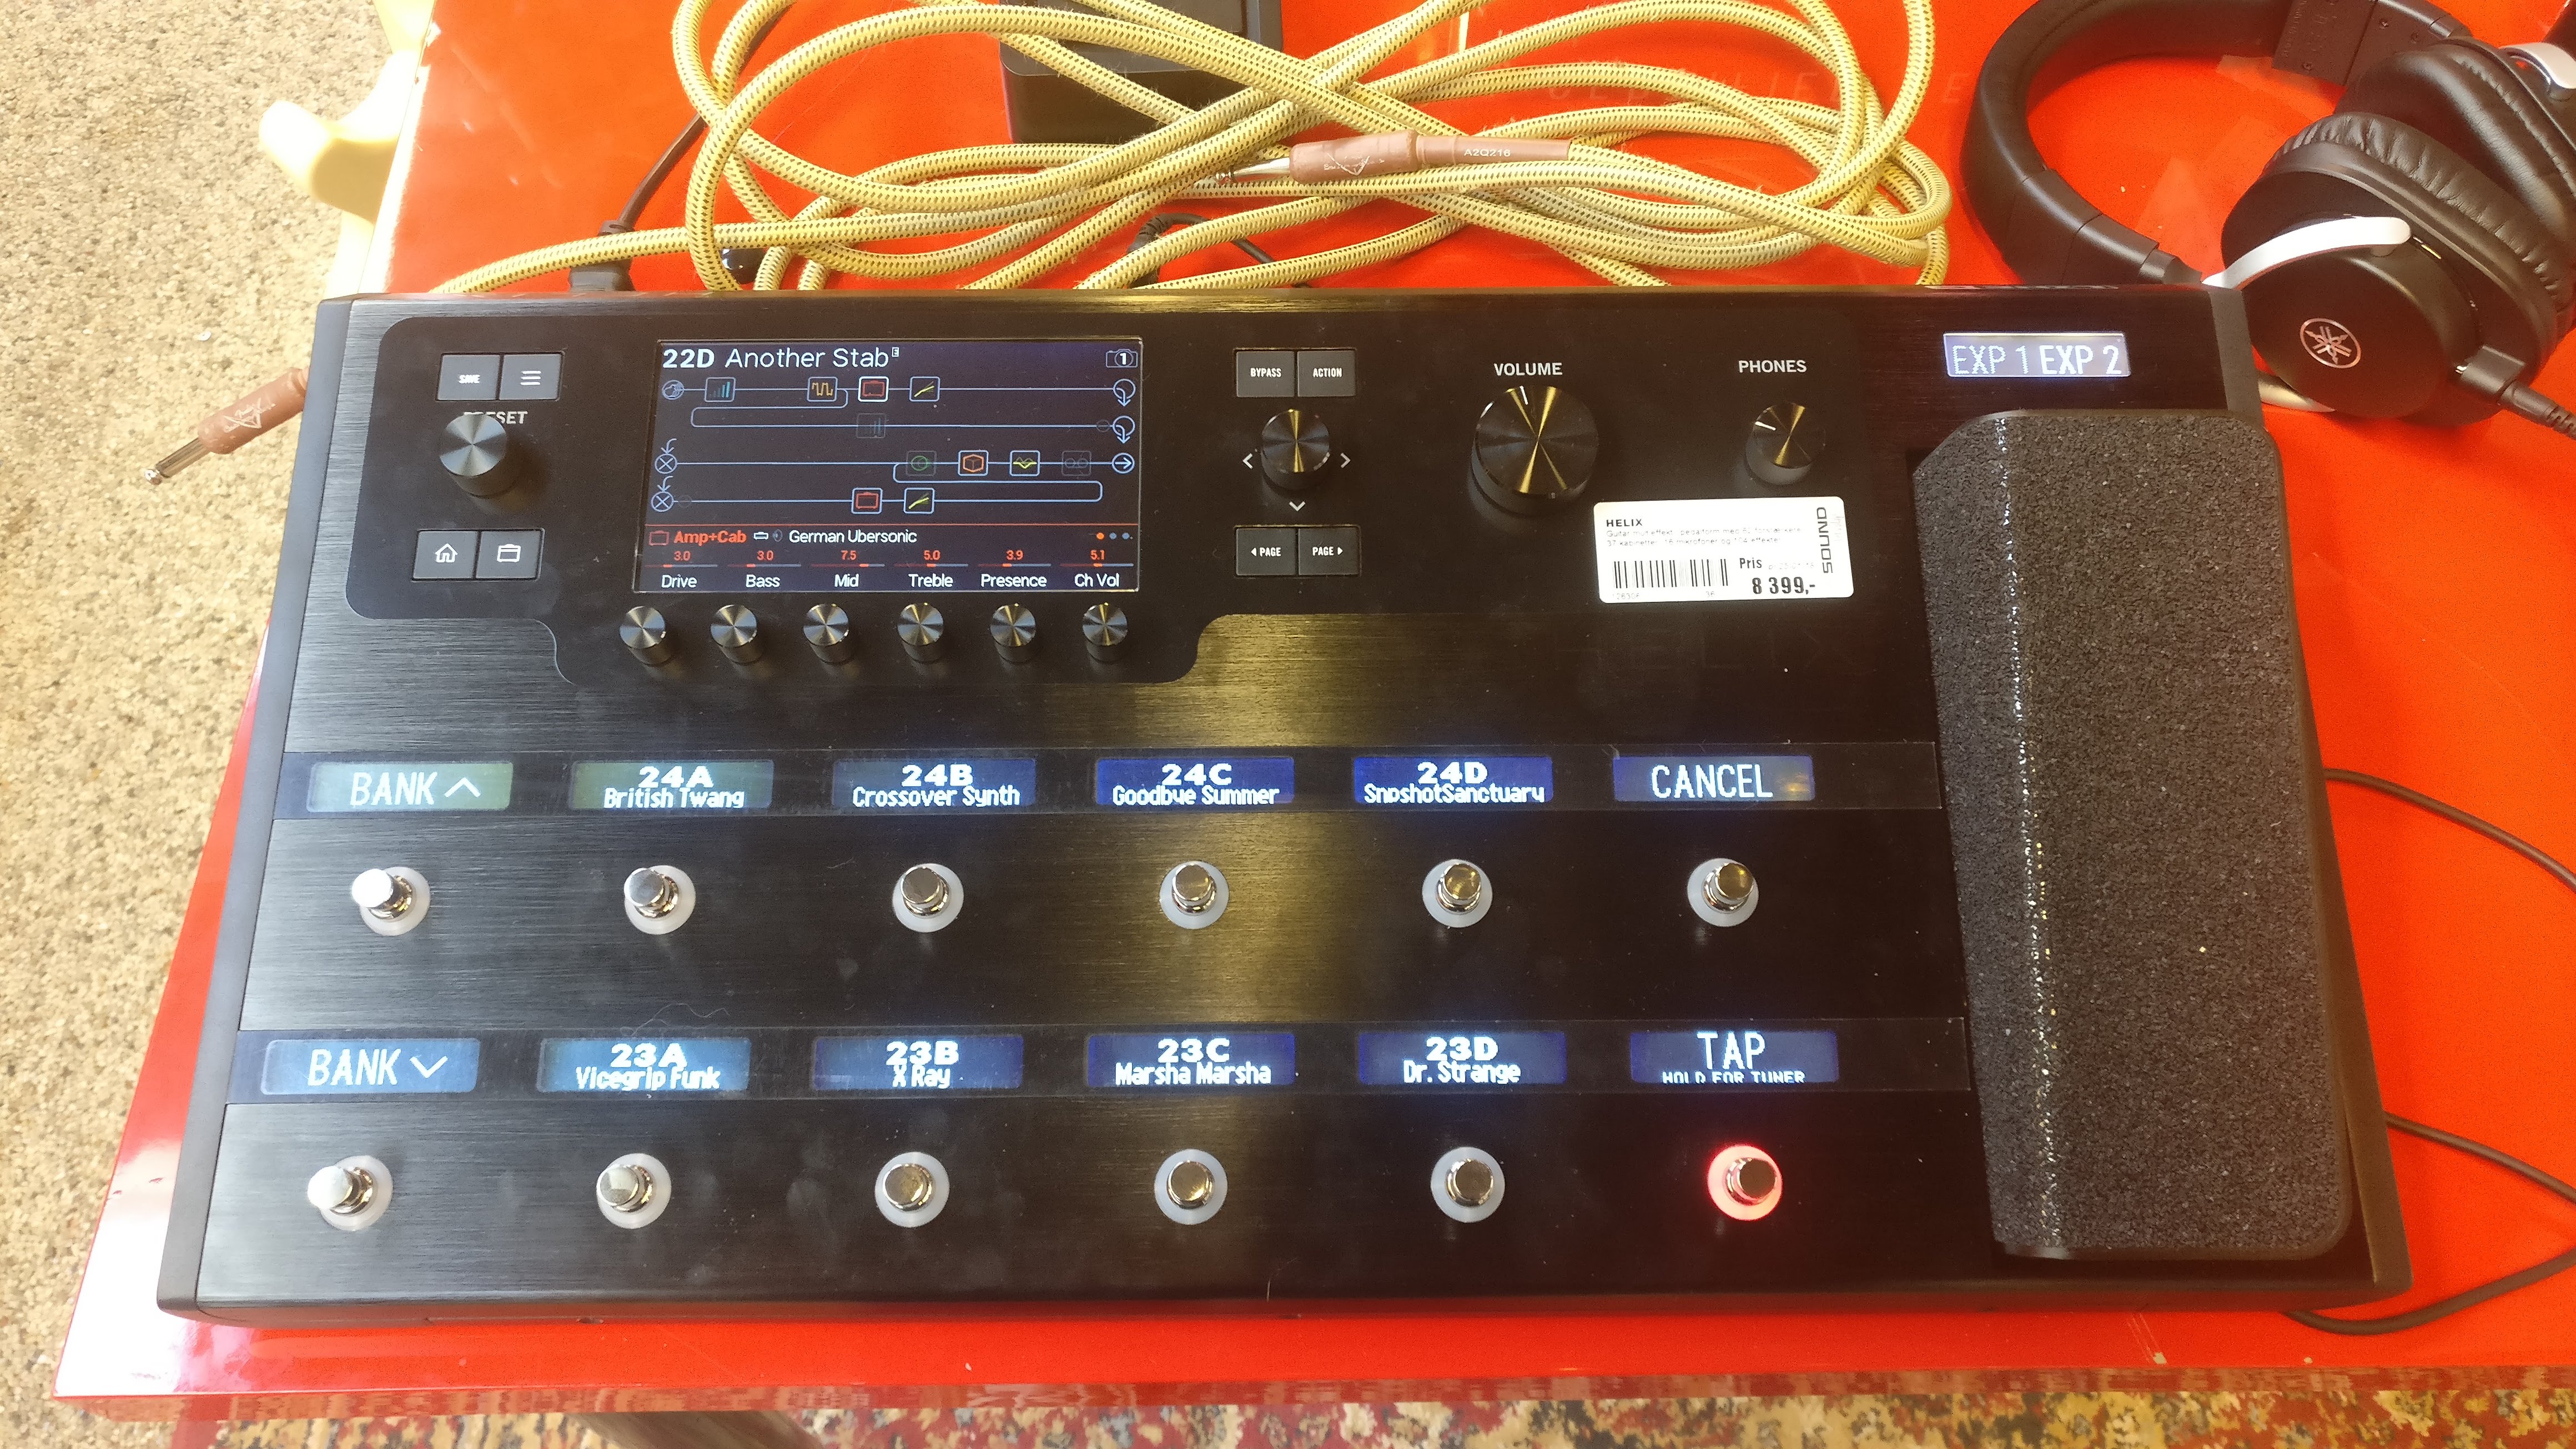 A2Q216
22D Another Stab E
1
Amp+Cab German Ubersonic
3.0 3.0 7.5 5.0 3.9 5.1
Drive Bass Mid Treble Presence Ch Vol
SAVE
PRESET
BYPASS ACTION
PAGE PAGE
VOLUME
PHONES
EXP 1 EXP 2
HELIX
4SOUND
Pris
8 399,-
BANK
24A
British Twang
24B
Crossover Synth
24C
Goodbye Summer
24D
SnpshotSanctuary
CANCEL
BANK
23A
Vicegrip Funk
23B
X Ray
23C
Marsha Marsha
23D
Dr. Strange
TAP
HOLD FOR TUNER